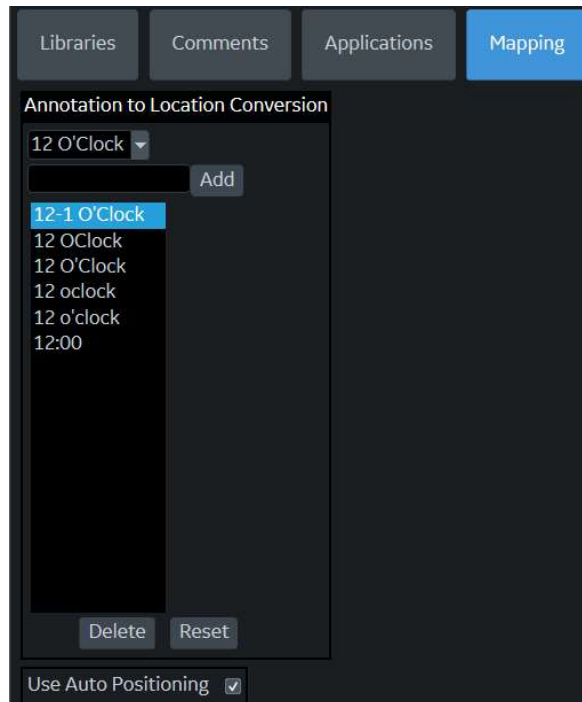 Libraries Comments Applications Mapping
Annotation to Location Conversion
12 O'Clock
Add
12-1 O'Clock
12 OClock
12 O'Clock
12 oclock
12 o'clock
12:00
Delete Reset
Use Auto Positioning